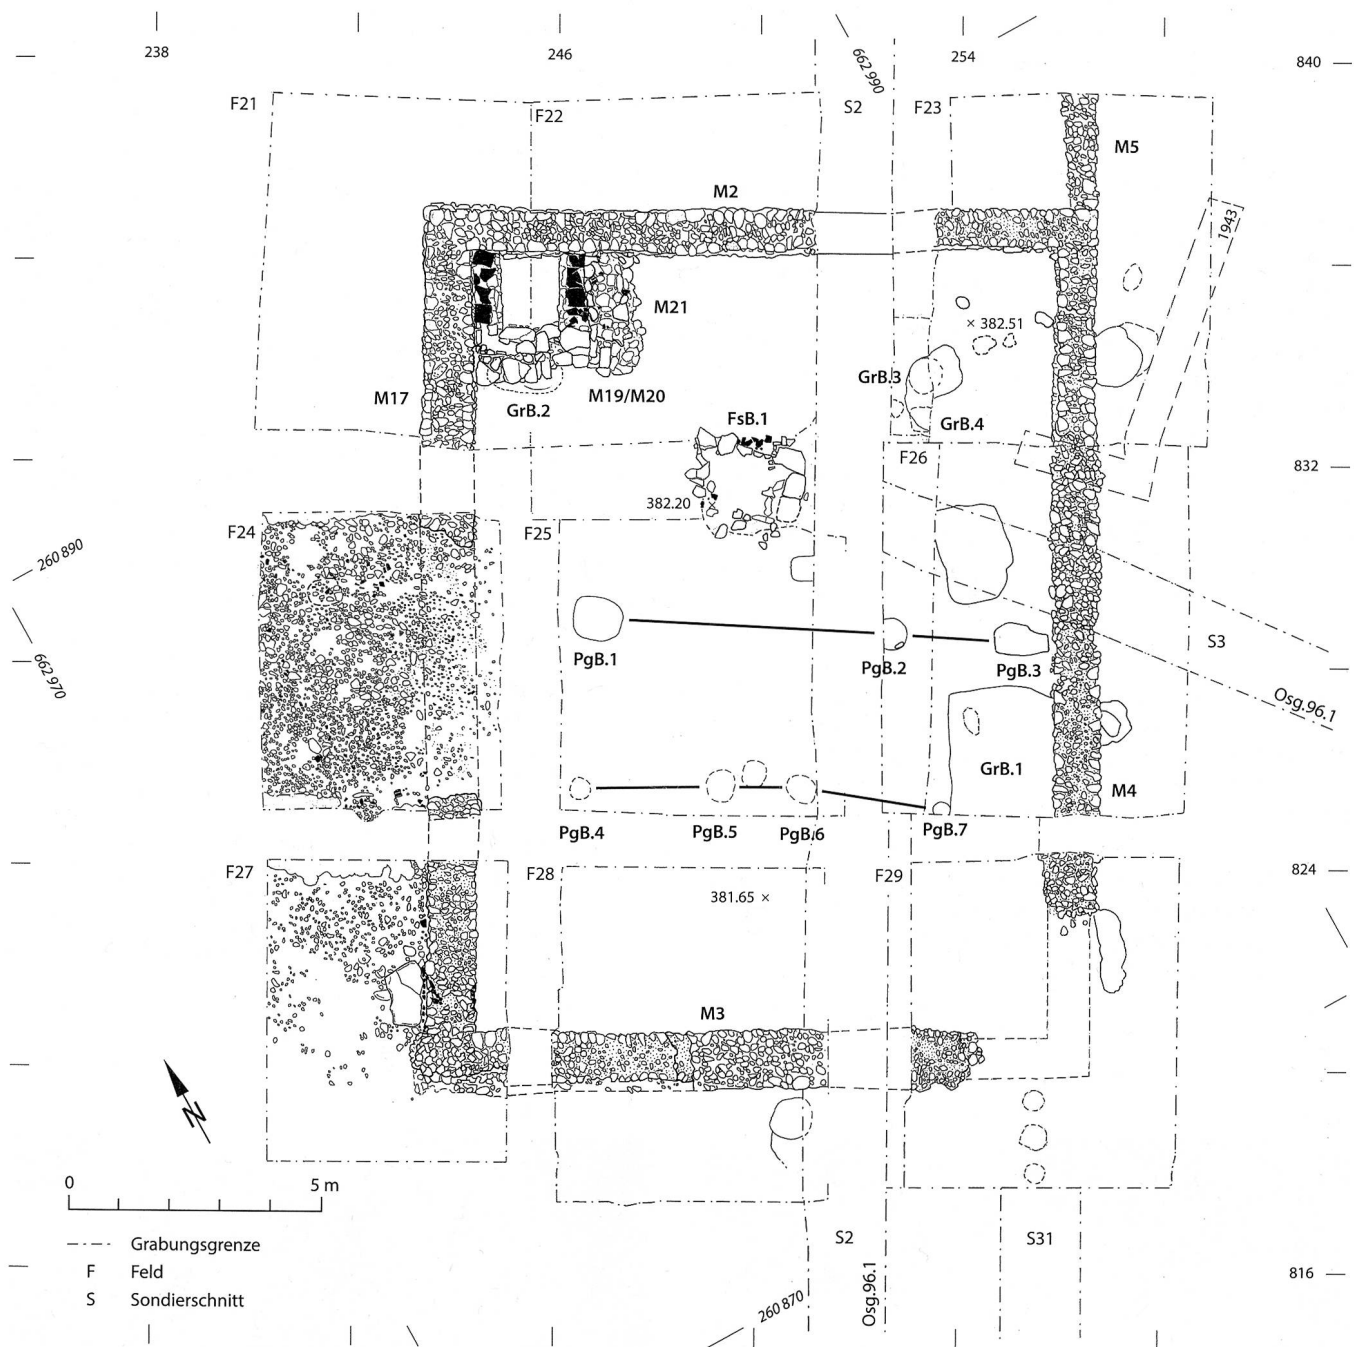 238
246
254
840
662 990
F21
F22
S2
F23
M5
M2
1943
M21
× 382.51
GrB.3
M17
GrB.2
M19/M20
FsB.1
GrB.4
F26
832
382.20 ×
F24
F25
260 890
662 970
PgB.1
PgB.2
PgB.3
S3
Osg.96.1
GrB.1
M4
PgB.4
PgB.5
PgB.6
PgB.7
F27
F28
F29
824
381.65 ×
M3
N
0
5 m
Grabungsgrenze
F Feld
S Sondierschnitt
S2
S31
Osg.96.1
816
260 870